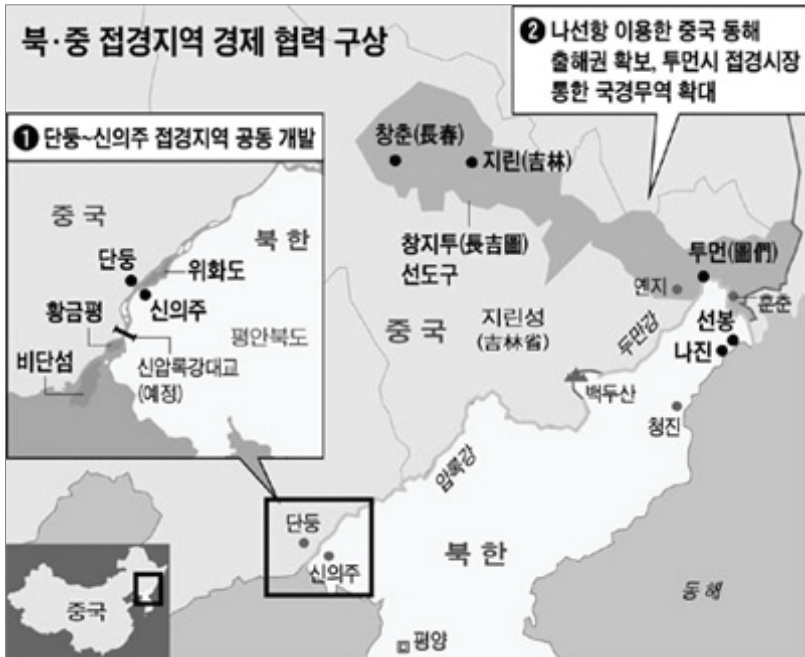 북·중 접경지역 경제 협력 구상
❷ 나선항 이용한 중국 동해
출해권 확보, 투먼시 접경시장
통한 국경무역 확대
❶ 단둥~신의주 접경지역 공동 개발
중국
북한
단둥
위화도
신의주
황금평
평안북도
비단섬
신압록강대교
(예정)
창춘(長春)
지린(吉林)
창지투(長吉圖)
선도구
투먼(圖們)
옌지
훈춘
중국
지린성
(吉林省)
두만강
선봉
나진
백두산
청진
압록강
단둥
신의주
북한
동해
중국
평양